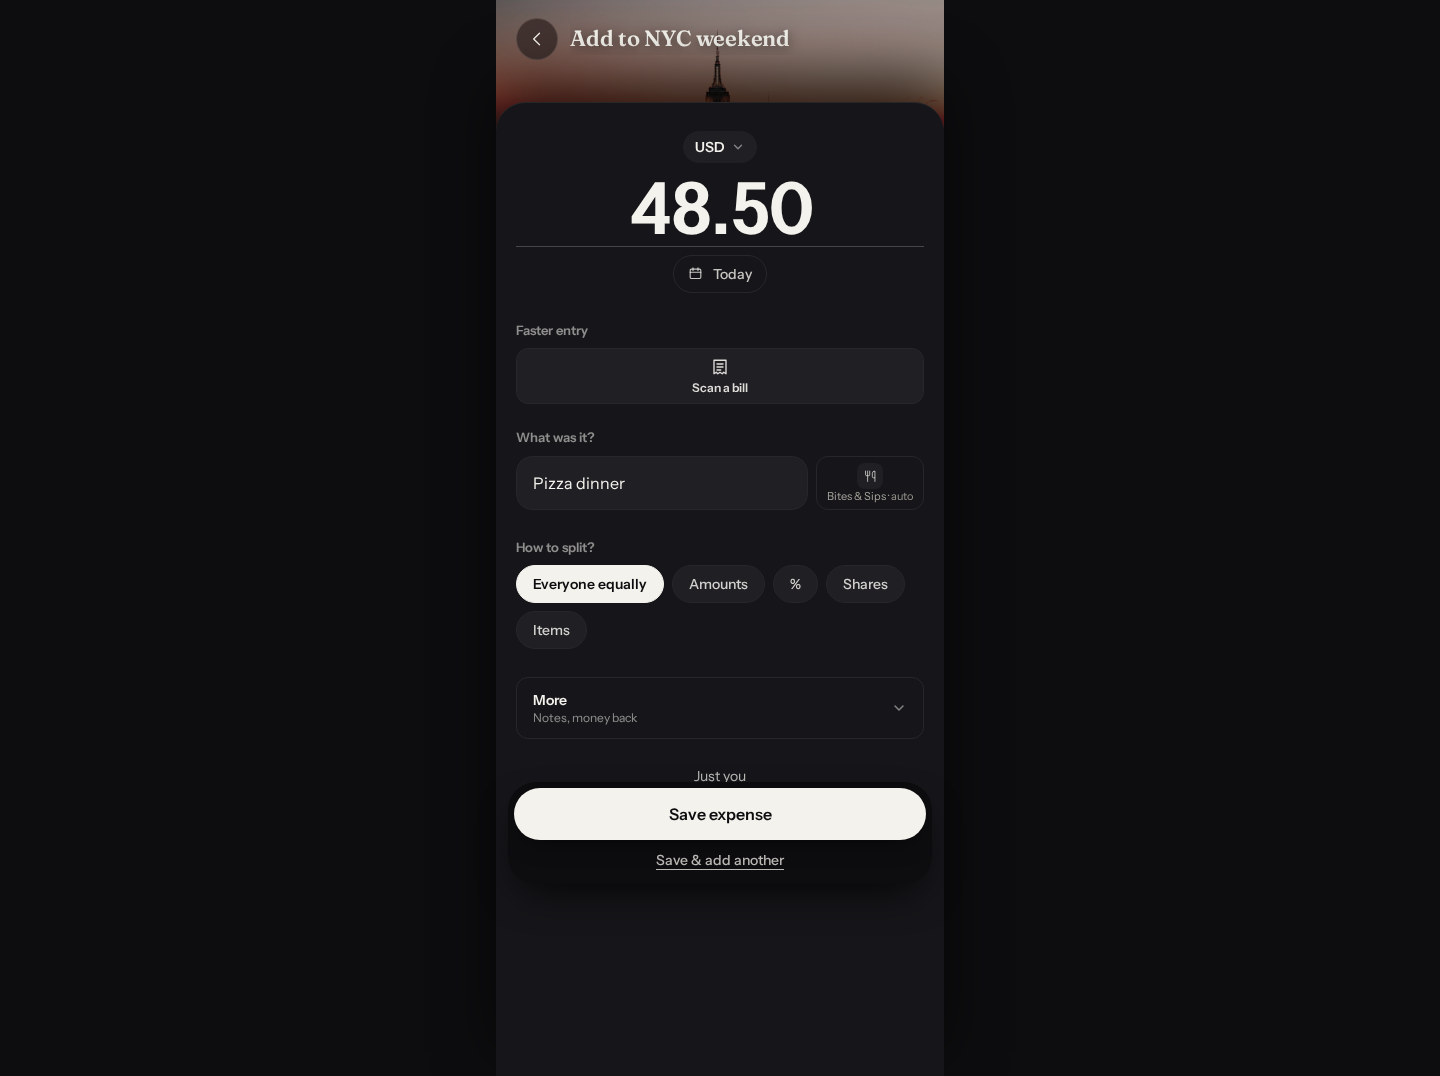 Add to NYC weekend
USD
48.50
Today
Faster entry
Scan a bill
What was it?
Pizza dinner
Bites & Sips · auto
How to split?
Everyone equally
Amounts
%
Shares
Items
More
Notes, money back
Just you
Save expense
Save & add another